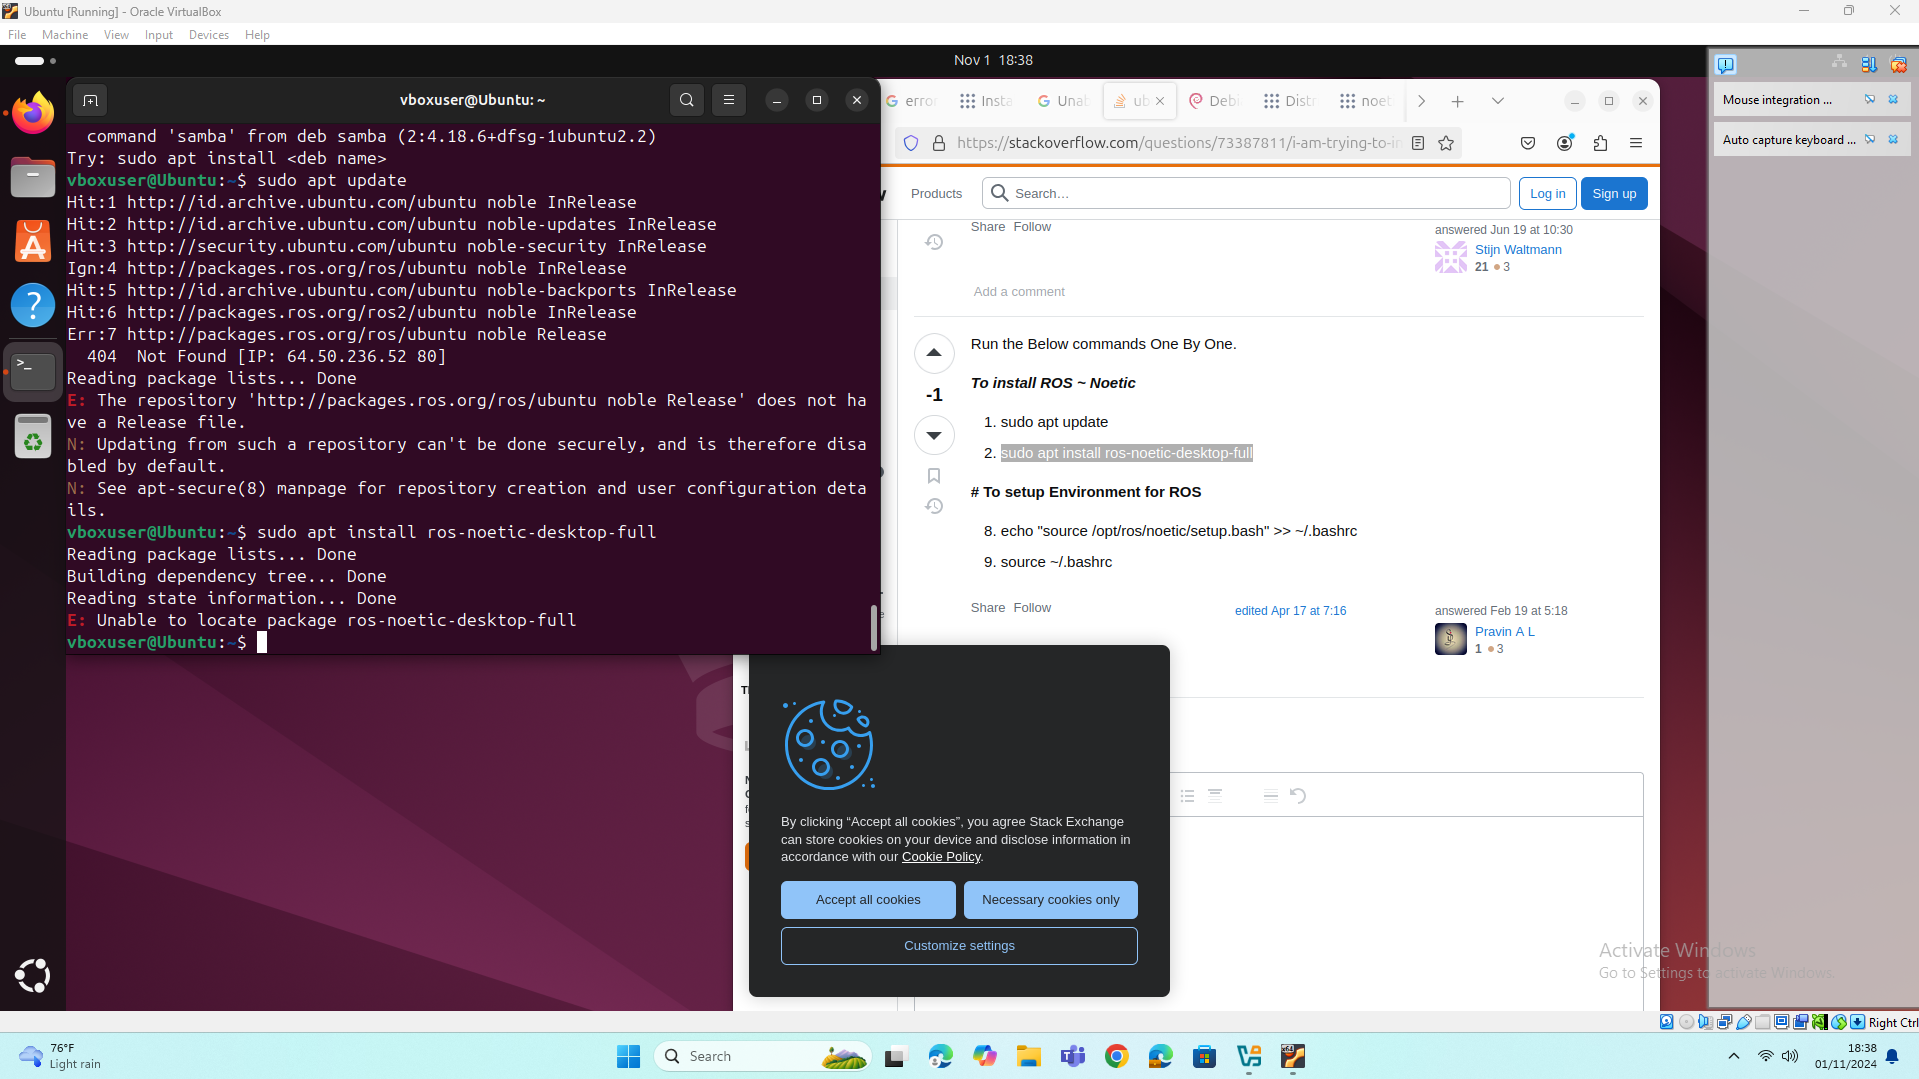 Ubuntu [Running] - Oracle VirtualBox
File Machine View Input Devices Help
Nov 1 18:38
vboxuser@Ubuntu: ~
command 'samba' from deb samba (2:4.18.6+dfsg-1ubuntu2.2)
Try: sudo apt install <deb name>
vboxuser@Ubuntu:~$ sudo apt update
Hit:1 http://id.archive.ubuntu.com/ubuntu noble InRelease
Hit:2 http://id.archive.ubuntu.com/ubuntu noble-updates InRelease
Hit:3 http://security.ubuntu.com/ubuntu noble-security InRelease
Ign:4 http://packages.ros.org/ros/ubuntu noble InRelease
Hit:5 http://id.archive.ubuntu.com/ubuntu noble-backports InRelease
Hit:6 http://packages.ros.org/ros2/ubuntu noble InRelease
Err:7 http://packages.ros.org/ros/ubuntu noble Release
404 Not Found [IP: 64.50.236.52 80]
Reading package lists... Done
E: The repository 'http://packages.ros.org/ros/ubuntu noble Release' does not ha
ve a Release file.
N: Updating from such a repository can't be done securely, and is therefore disa
bled by default.
N: See apt-secure(8) manpage for repository creation and user configuration deta
ils.
vboxuser@Ubuntu:~$ sudo apt install ros-noetic-desktop-full
Reading package lists... Done
Building dependency tree... Done
Reading state information... Done
E: Unable to locate package ros-noetic-desktop-full
vboxuser@Ubuntu:~$
erro Insta Una ub Debi Distr noet
https://stackoverflow.com/questions/73387811/i-am-trying-to-i
Products Search… Log in Sign up
Share Follow
answered Jun 19 at 10:30
Stijn Waltmann
21 3
Add a comment
Run the Below commands One By One.
-1
To install ROS ~ Noetic
1. sudo apt update
2. sudo apt install ros-noetic-desktop-full
# To setup Environment for ROS
8. echo "source /opt/ros/noetic/setup.bash" >> ~/.bashrc
9. source ~/.bashrc
Share Follow
edited Apr 17 at 7:16
answered Feb 19 at 5:18
Pravin A L
1 3
By clicking “Accept all cookies”, you agree Stack Exchange
can store cookies on your device and disclose information in
accordance with our Cookie Policy.
Accept all cookies
Necessary cookies only
Customize settings
Mouse integration ...
Auto capture keyboard ...
Activate Windows
Go to Settings to activate Windows.
Right Ctrl
76°F
Light rain
Search
18:38
01/11/2024